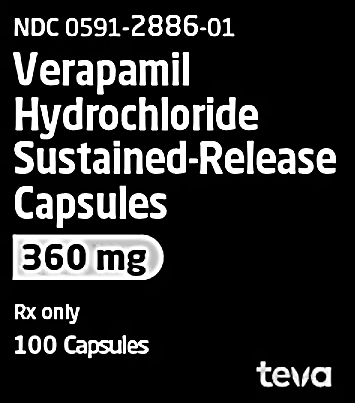 NDC 0591-2886-01
Verapamil
Hydrochloride
Sustained-Release
Capsules
360 mg
Rx only
100 Capsules
teva